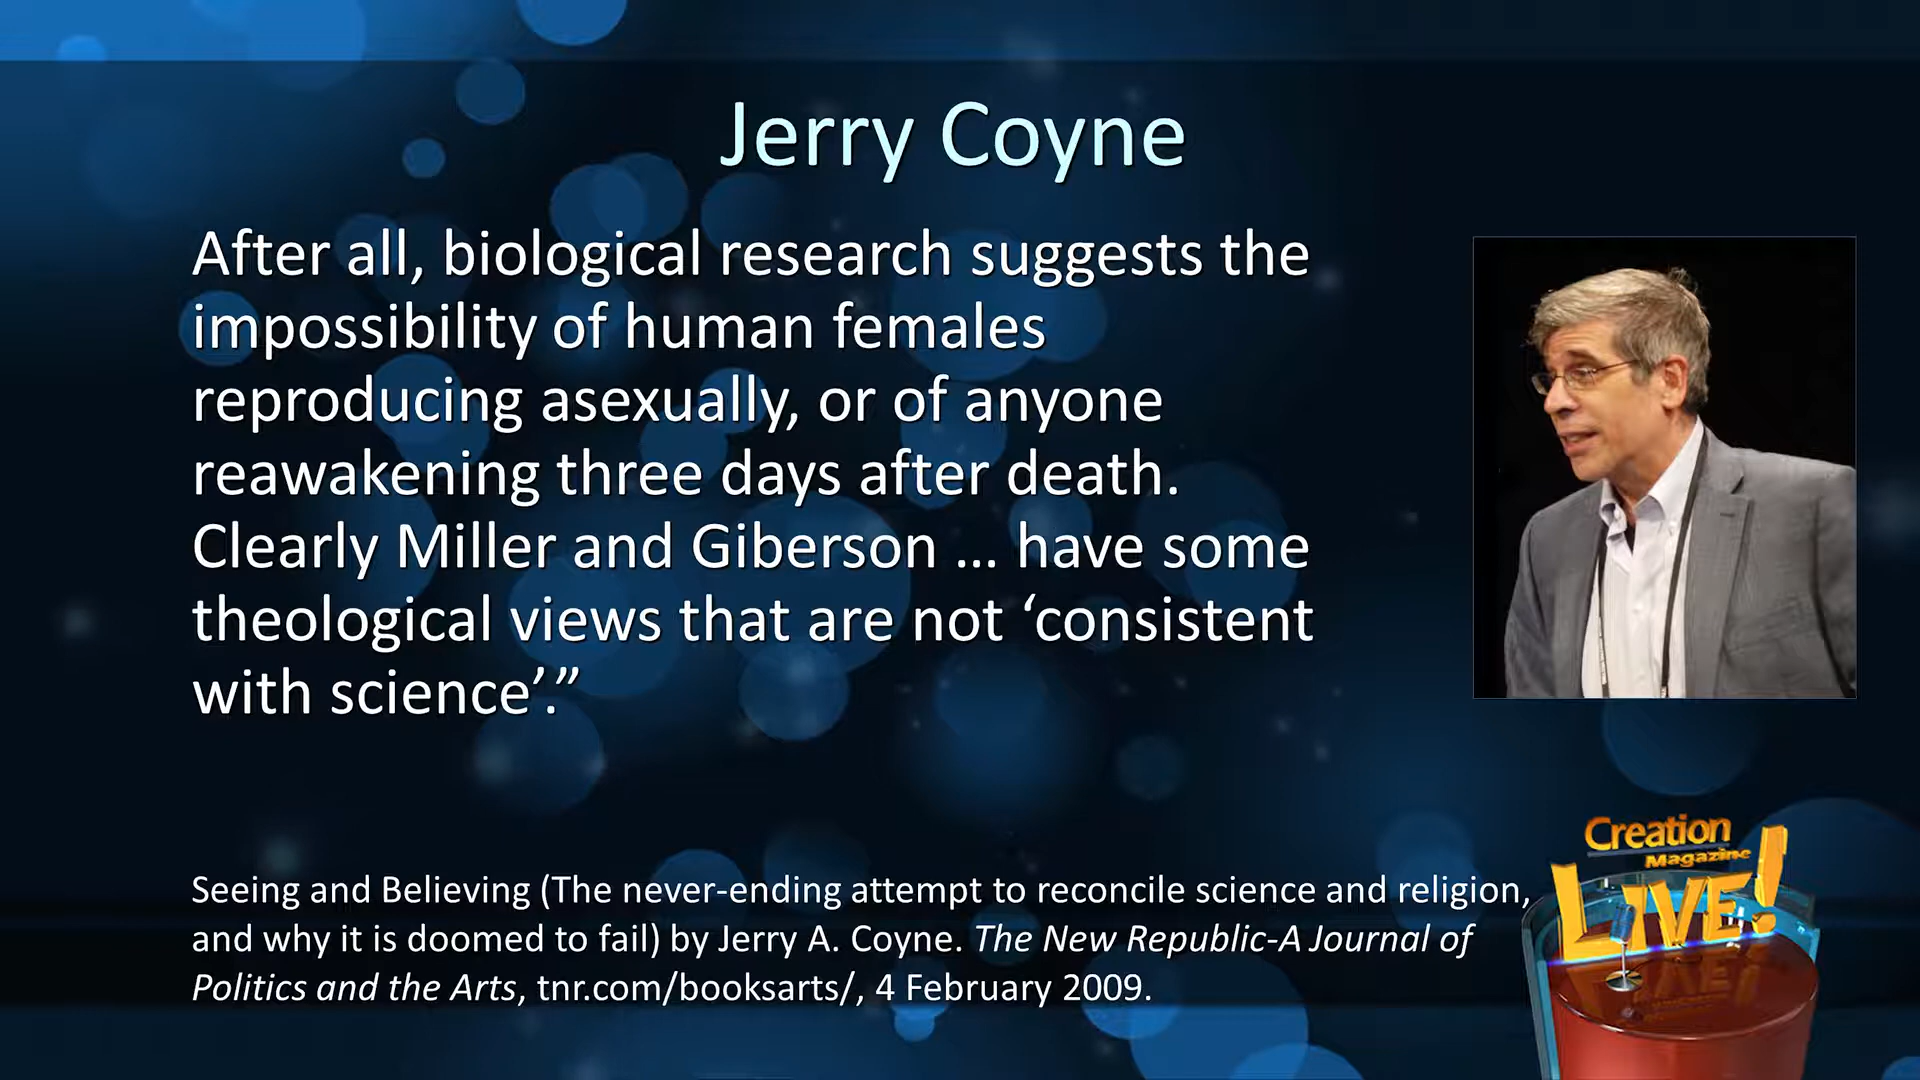 Jerry Coyne
After all, biological research suggests the
impossibility of human females
reproducing asexually, or of anyone
reawakening three days after death.
Clearly Miller and Giberson … have some
theological views that are not ‘consistent
with science’.”
Seeing and Believing (The never-ending attempt to reconcile science and religion,
and why it is doomed to fail) by Jerry A. Coyne. The New Republic-A Journal of
Politics and the Arts, tnr.com/booksarts/, 4 February 2009.
Creation
Magazine
LIVE!